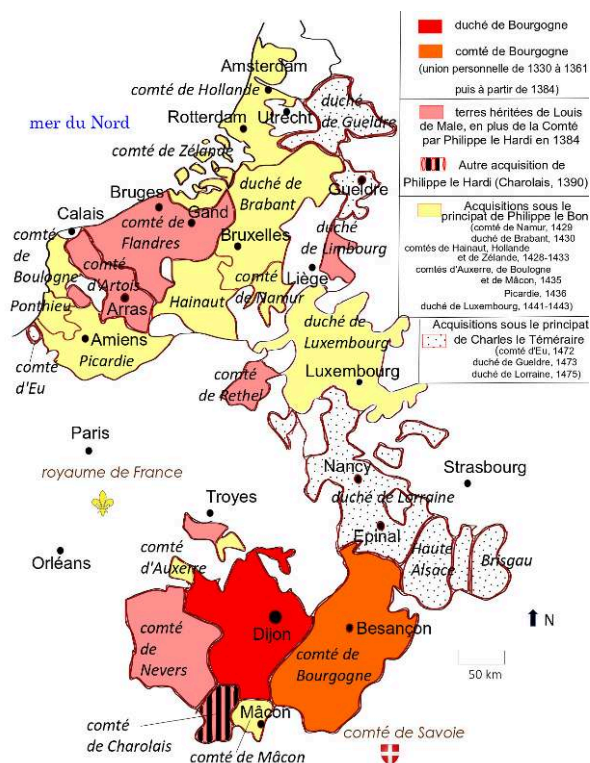 duché de Bourgogne
comté de Bourgogne
(union personnelle de 1330 à 1361
puis à partir de 1384)
terres héritées de Louis
de Male, en plus de la Comté
par Philippe le Hardi en 1384
Autre acquisition de
Philippe le Hardi (Charolais, 1390)
Acquisitions sous le
principat de Philippe le Bon
(comté de Namur, 1429
duché de Brabant, 1430
comtés de Hainaut, Hollande
et de Zélande, 1428-1433
comtés d'Auxerre, de Boulogne
et de Mâcon, 1435
Picardie, 1436
duché de Luxembourg, 1441-1443)
Acquisitions sous le principat
de Charles le Téméraire
(comté d'Eu, 1472
duché de Gueldre, 1473
duché de Lorraine, 1475)
Amsterdam
comté de Hollande
mer du Nord
Rotterdam
Utrecht
duché
de Gueldre
comté de Zélande
Gueldre
duché de
Brabant
Bruges
Gand
Calais
comté de
Flandres
Bruxelles
duché de
Limbourg
comté
de
Boulogne
comté
d'Artois
Liège
comté
de Namur
Ponthieu
Arras
Hainaut
Amiens
Picardie
comté
d'Eu
duché de
Luxembourg
Luxembourg
comté
de Rethel
Paris
royaume de France
Nancy
Strasbourg
duché de Lorraine
Troyes
Epinal
Haute
Alsace
Brisgau
Orléans
comté
d'Auxerre
comté
de
Nevers
Dijon
Besançon
comté de
Bourgogne
N
50 km
Mâcon
comté
de Charolais
comté de Mâcon
comté de Savoie